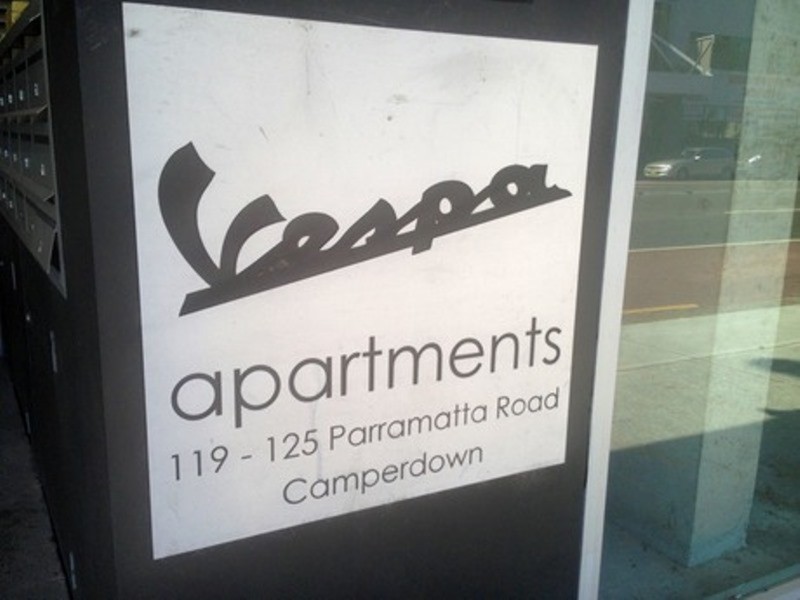 Vespa
apartments
119 - 125 Parramatta Road
Camperdown